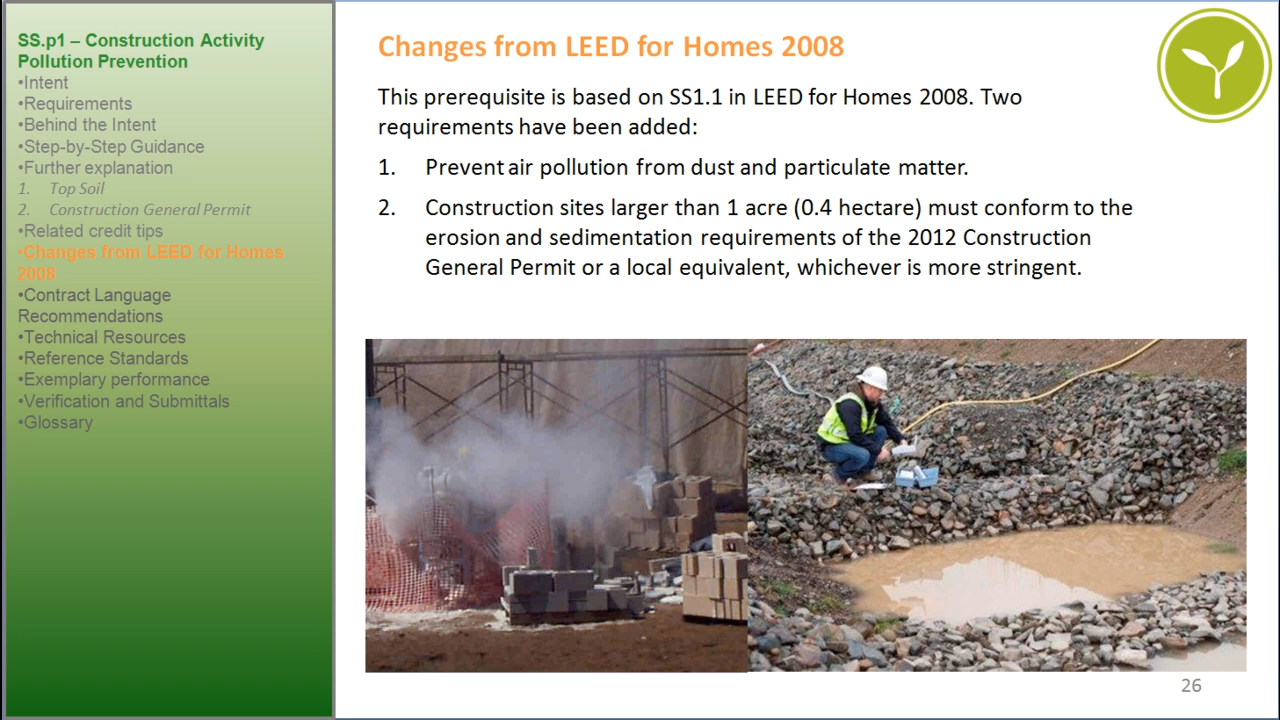 SS.p1 – Construction Activity
Pollution Prevention
•Intent
•Requirements
•Behind the Intent
•Step-by-Step Guidance
•Further explanation
1. Top Soil
2. Construction General Permit
•Related credit tips
•Changes from LEED for Homes
2008
•Contract Language
Recommendations
•Technical Resources
•Reference Standards
•Exemplary performance
•Verification and Submittals
•Glossary
Changes from LEED for Homes 2008
This prerequisite is based on SS1.1 in LEED for Homes 2008. Two
requirements have been added:
1. Prevent air pollution from dust and particulate matter.
2. Construction sites larger than 1 acre (0.4 hectare) must conform to the
erosion and sedimentation requirements of the 2012 Construction
General Permit or a local equivalent, whichever is more stringent.
26